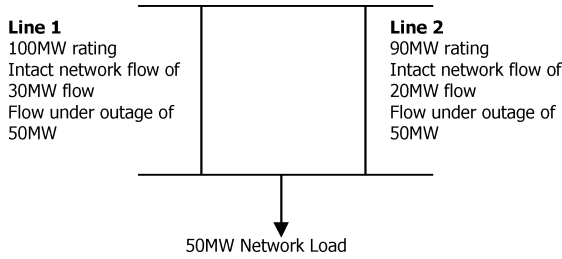 Line 1
100MW rating
Intact network flow of
30MW flow
Flow under outage of
50MW
Line 2
90MW rating
Intact network flow of
20MW flow
Flow under outage of
50MW
50MW Network Load